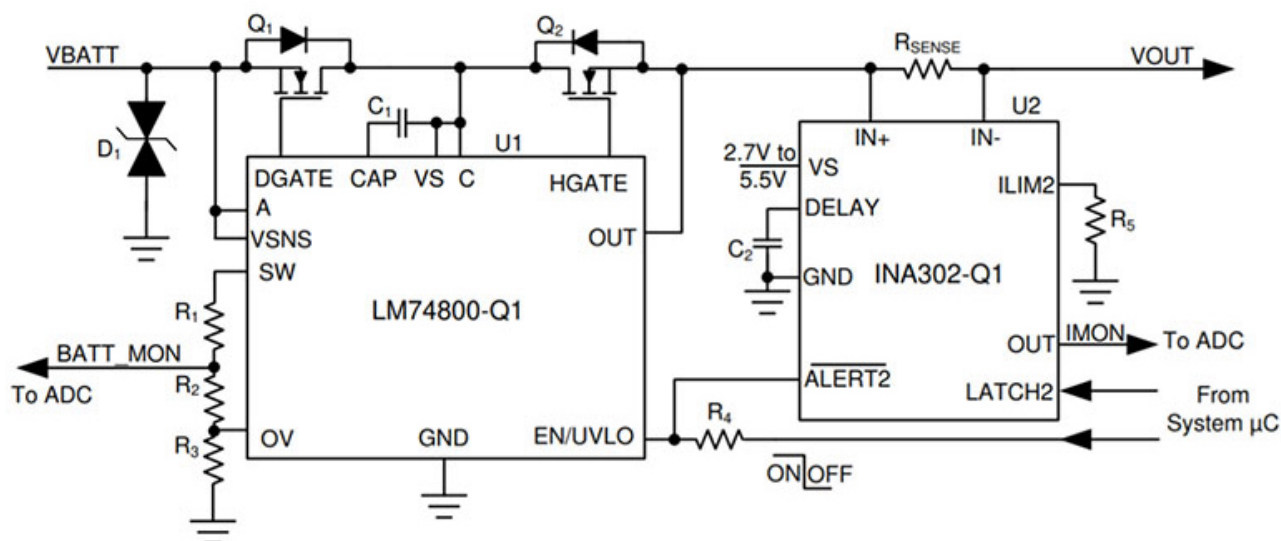 Q1
Q2
RSENSE
VBATT
VOUT
C1
U1
U2
D1
DGATE
CAP
VS
C
HGATE
IN+
IN-
2.7V to
5.5V
VS
ILIM2
A
VSNS
OUT
DELAY
R5
SW
C2
GND
INA302-Q1
R1
LM74800-Q1
BATT_MON
To ADC
OUT
IMON
To ADC
R2
ALERT2
LATCH2
From
System µC
R3
OV
GND
EN/UVLO
R4
ON
OFF